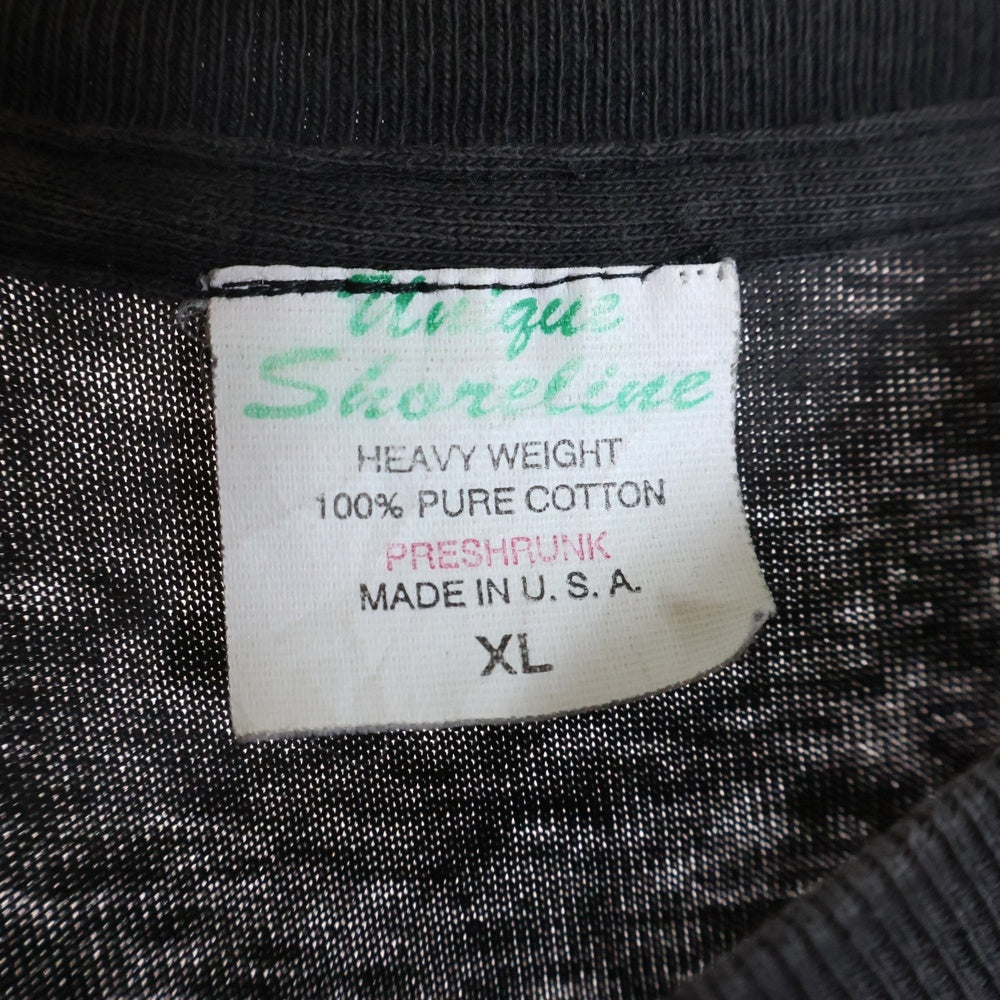 Unique
Shoreline
HEAVY WEIGHT
100% PURE COTTON
PRESHRUNK
MADE IN U. S. A.
XL